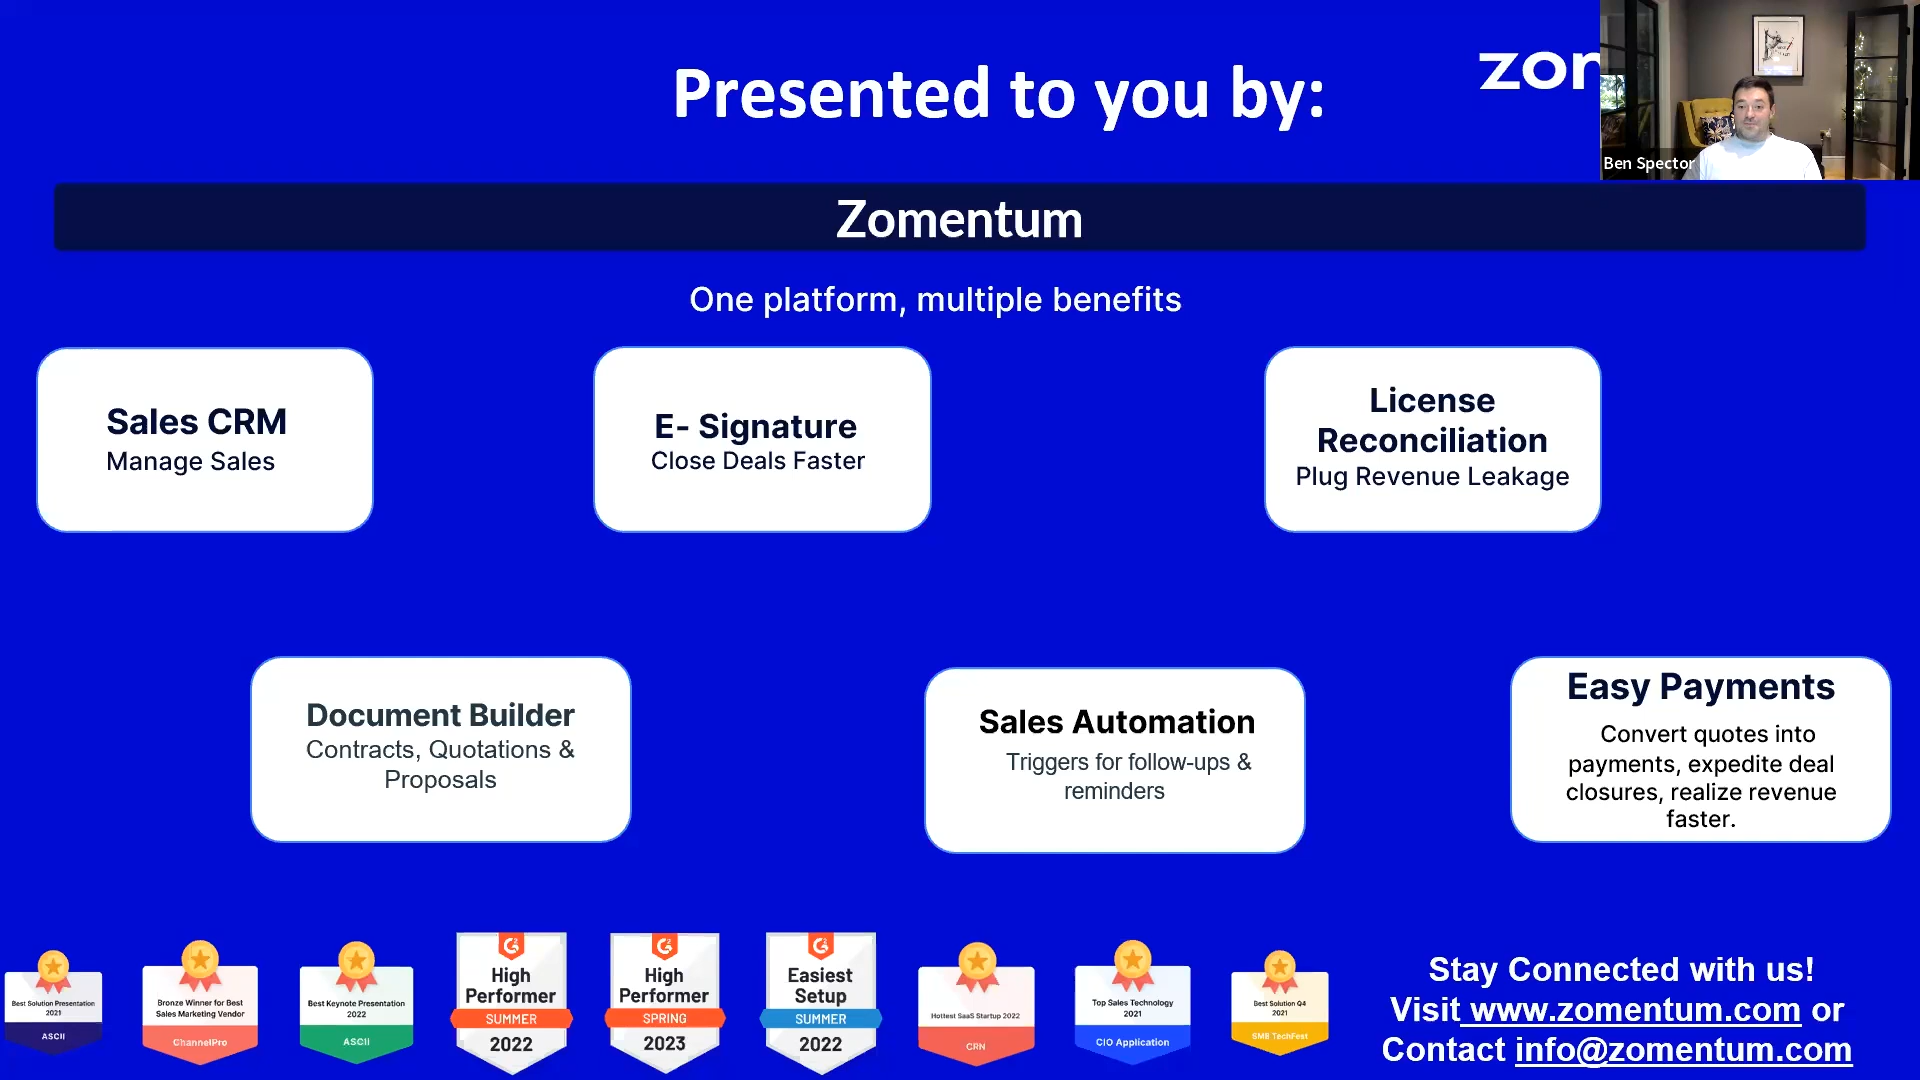 Presented to you by:
zom
Ben Spector
Zomentum
One platform, multiple benefits
Sales CRM
Manage Sales
E- Signature
Close Deals Faster
License
Reconciliation
Plug Revenue Leakage
Document Builder
Contracts, Quotations &
Proposals
Sales Automation
Triggers for follow-ups &
reminders
Easy Payments
Convert quotes into
payments, expedite deal
closures, realize revenue
faster.
Best Solution Presentation
2021
ASCII
Bronze Winner for Best
Sales Marketing Vendor
ChannelPro
Best Keynote Presentation
2022
ASCII
High
Performer
SUMMER
2022
High
Performer
SPRING
2023
Easiest
Setup
SUMMER
2022
Hottest SaaS Startup 2022
CRN
Top Sales Technology
2021
CIO Application
Best Solution Q4
2021
SMB TechFest
Stay Connected with us!
Visit www.zomentum.com or
Contact info@zomentum.com